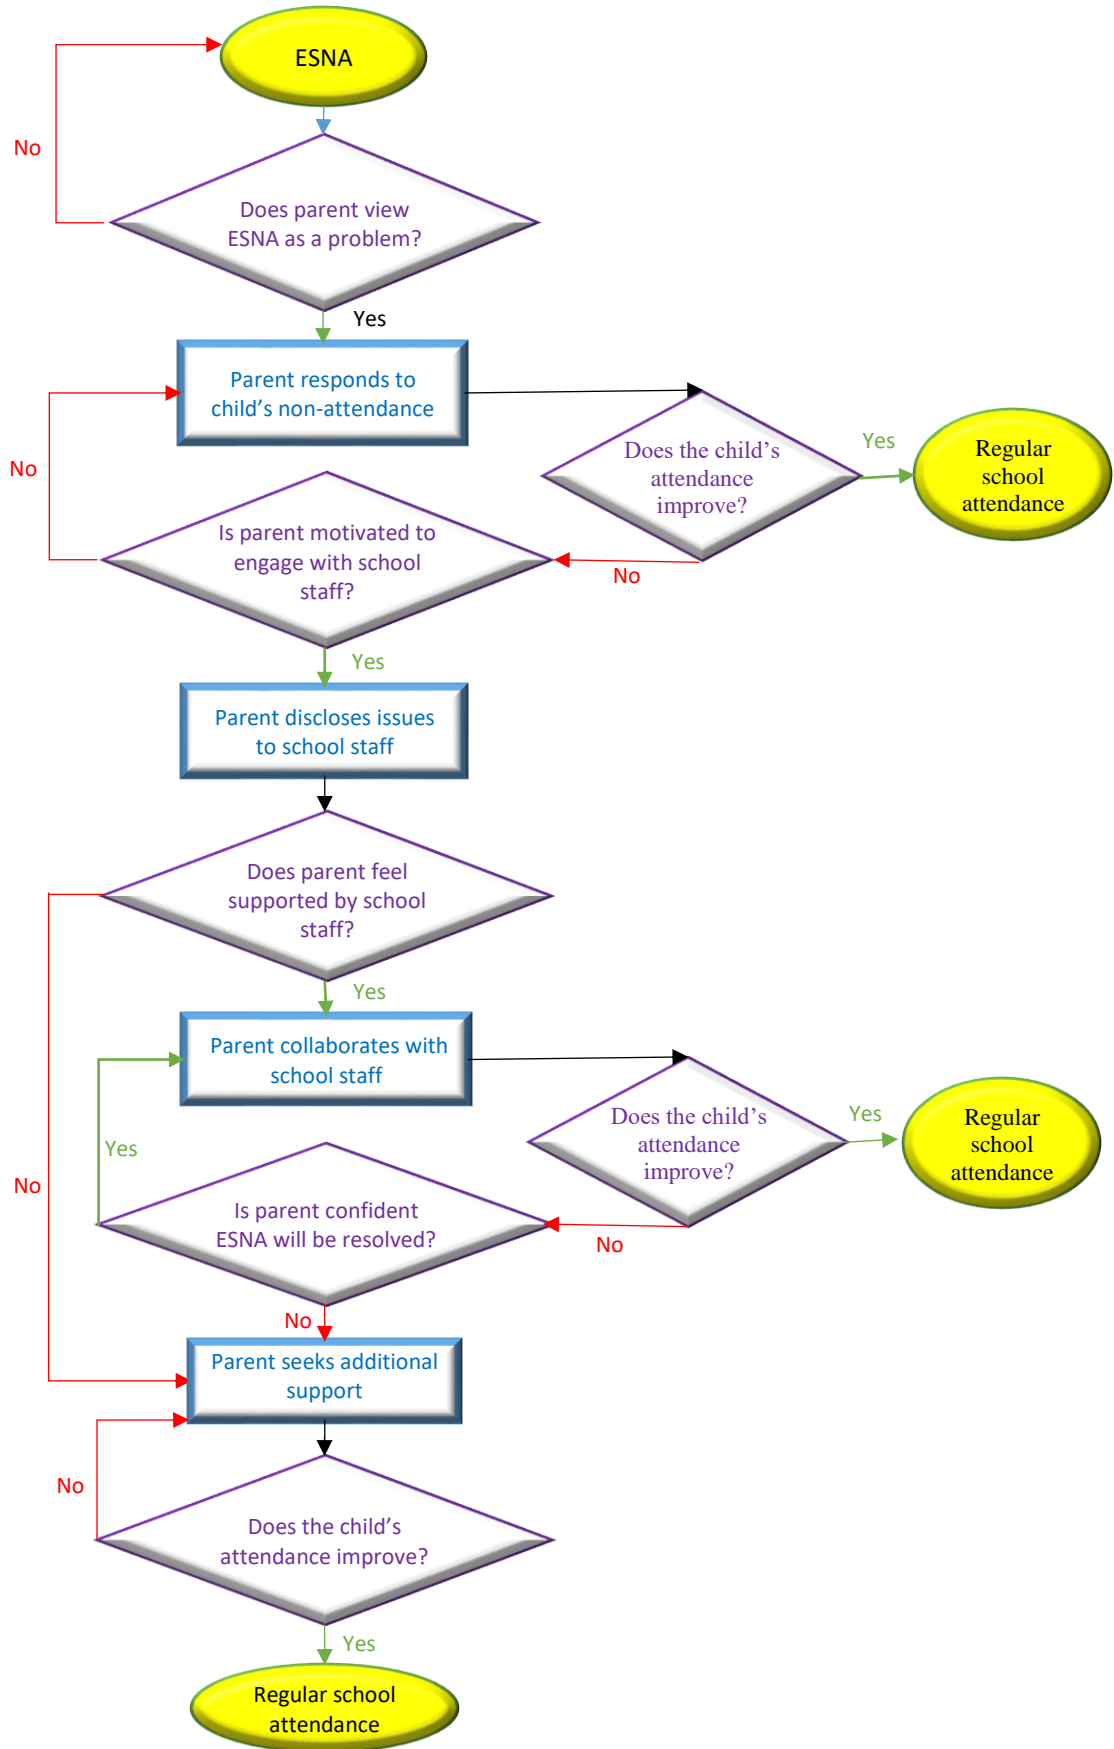 ESNA
No
Does parent view
ESNA as a problem?
Yes
Parent responds to
child’s non-attendance
Does the child’s
attendance
improve?
Yes
Regular
school
attendance
No
Is parent motivated to
engage with school
staff?
No
Yes
Parent discloses issues
to school staff
Does parent feel
supported by school
staff?
Yes
Parent collaborates with
school staff
Does the child’s
attendance
improve?
Yes
Regular
school
attendance
Yes
No
Is parent confident
ESNA will be resolved?
No
No
Parent seeks additional
support
No
Does the child’s
attendance improve?
Yes
Regular school
attendance